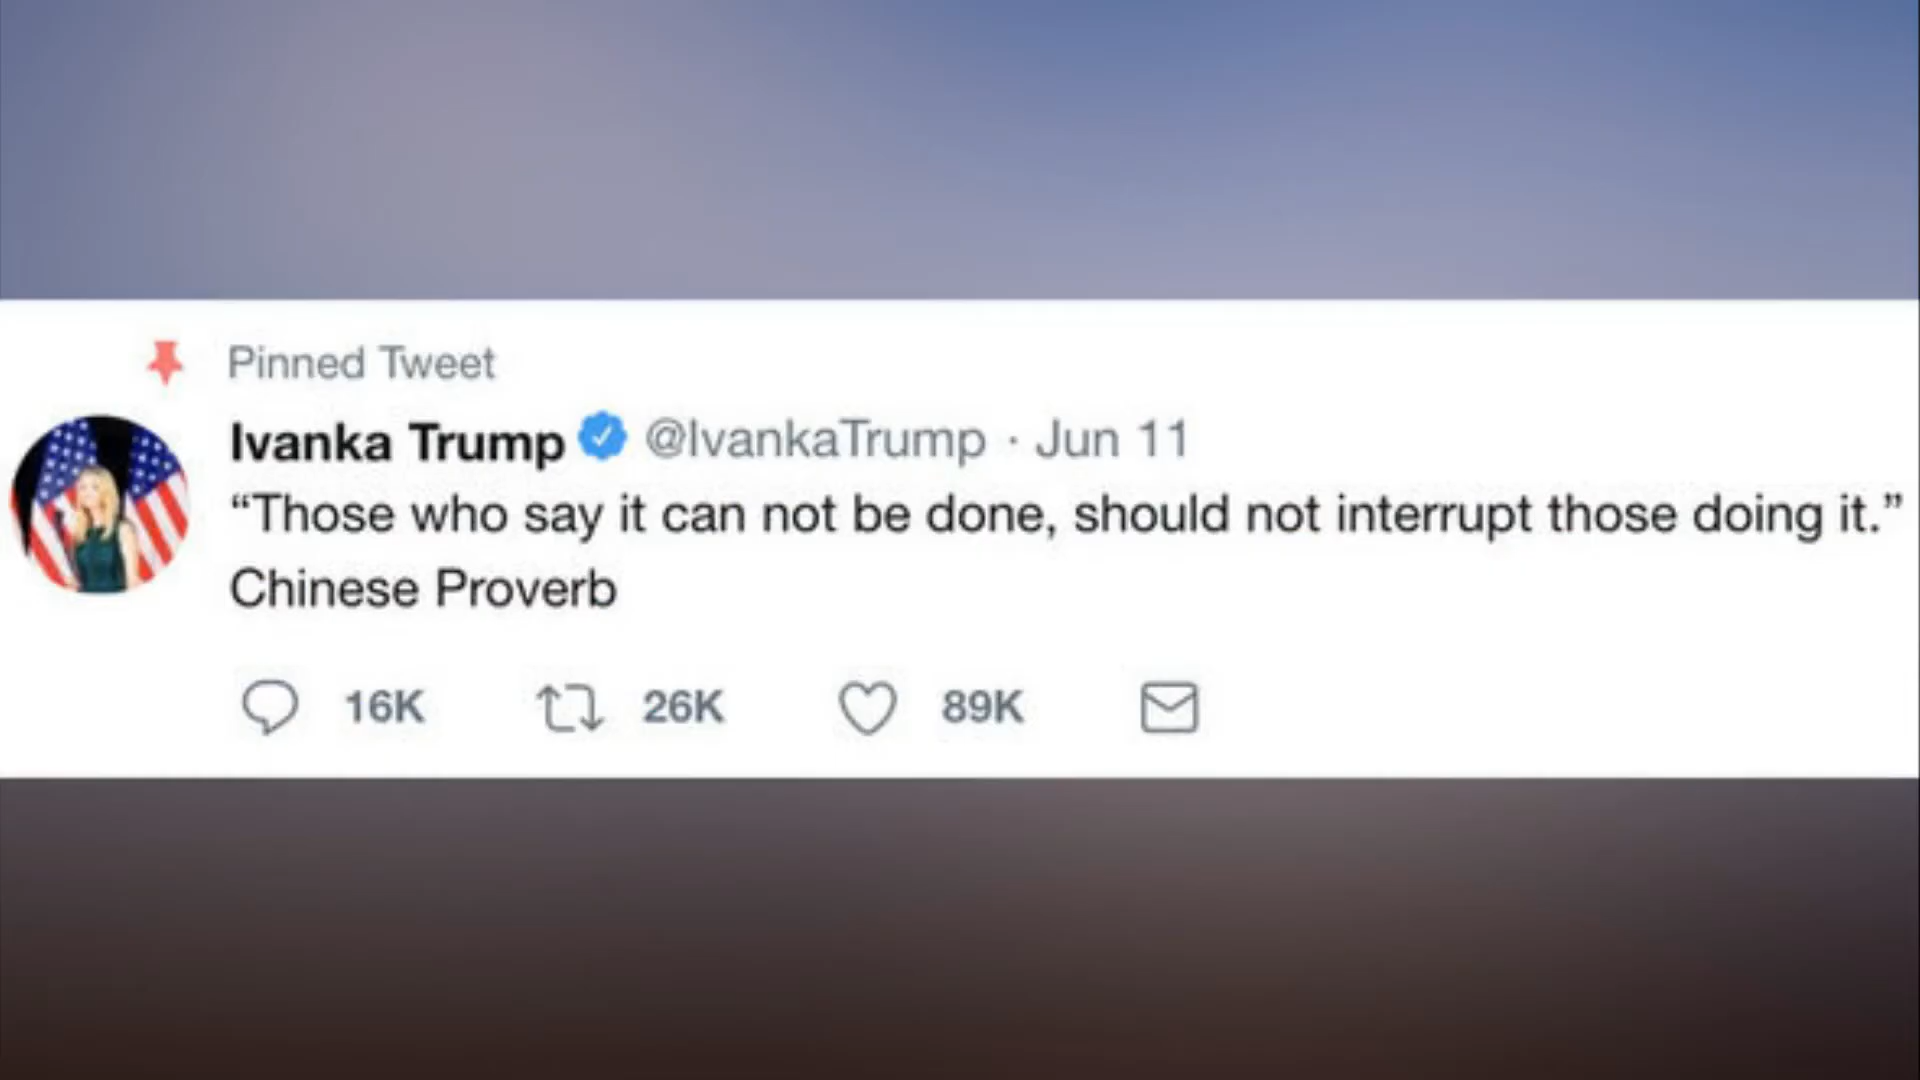 Pinned Tweet
Ivanka Trump @IvankaTrump · Jun 11
“Those who say it can not be done, should not interrupt those doing it.”
Chinese Proverb
16K 26K 89K